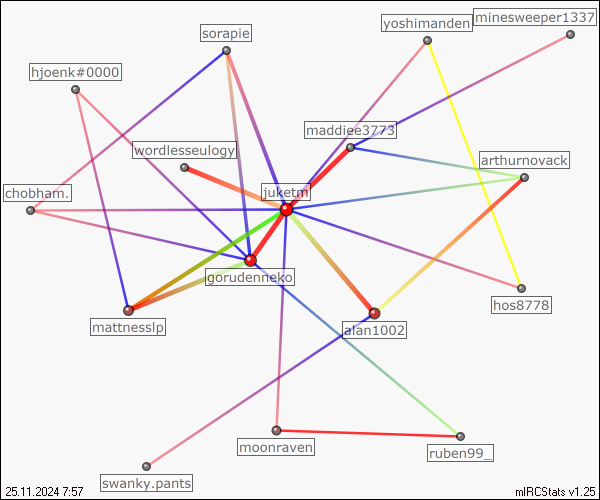 minesweeper1337
yoshimanden
sorapie
hjoenk#0000
maddiee3773
wordlesseulogy
arthurnovack
chobham.
juketm
gorudenneko
hos8778
mattnesslp
alan1002
moonraven
ruben99_
swanky.pants
25.11.2024 7:57
mIRCStats v1.25